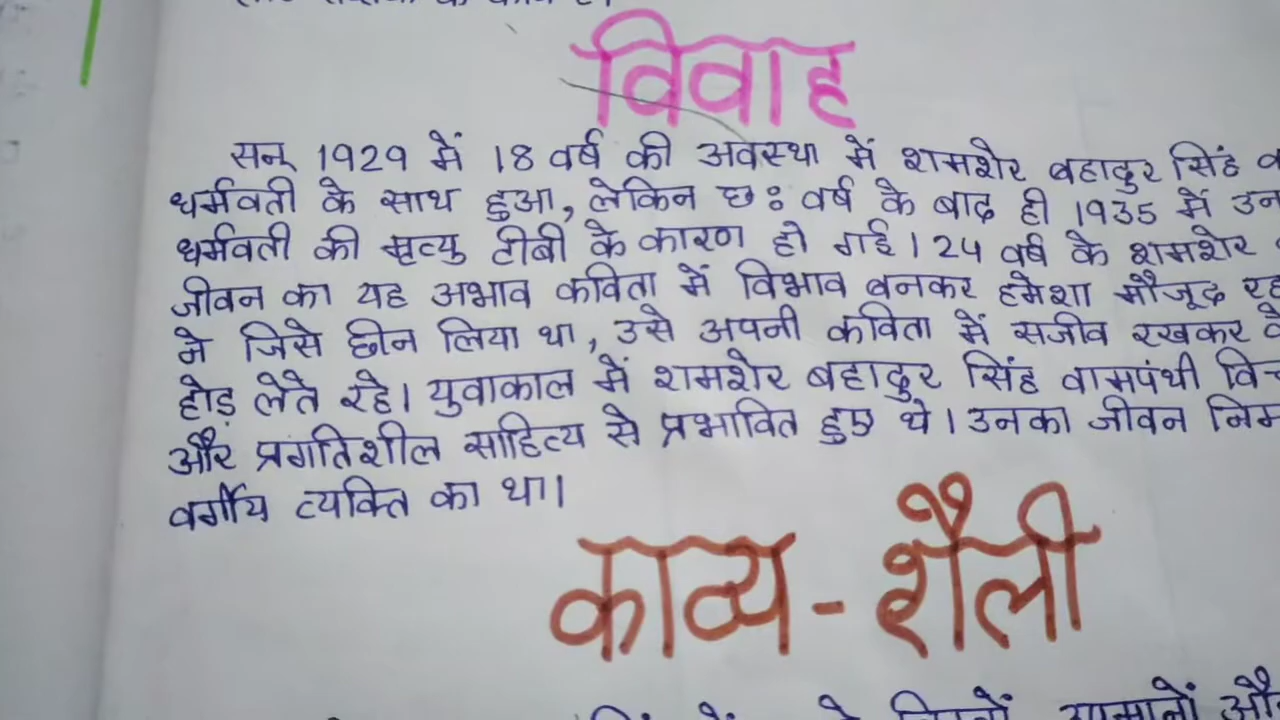 विवाह
सन् 1929 में 18 वर्ष की अवस्था में शमशेर बहादुर सिंह
धर्मवती के साथ हुआ, लेकिन छः वर्ष के बाद ही 1935 में उन
धर्मवती की मृत्यु टीबी के कारण हो गई। 24 वर्ष के शमशेर
जीवन का यह अभाव कविता में विभाव बनकर हमेशा मौजूद रह
ने जिसे छीन लिया था, उसे अपनी कविता में सजीव रखकर वे
होड़ लेते रहे। युवाकाल में शमशेर बहादुर सिंह वामपंथी विच
और प्रगतिशील साहित्य से प्रभावित हुए थे। उनका जीवन निम्
वर्गीय व्यक्ति का था।
काव्य - शैली